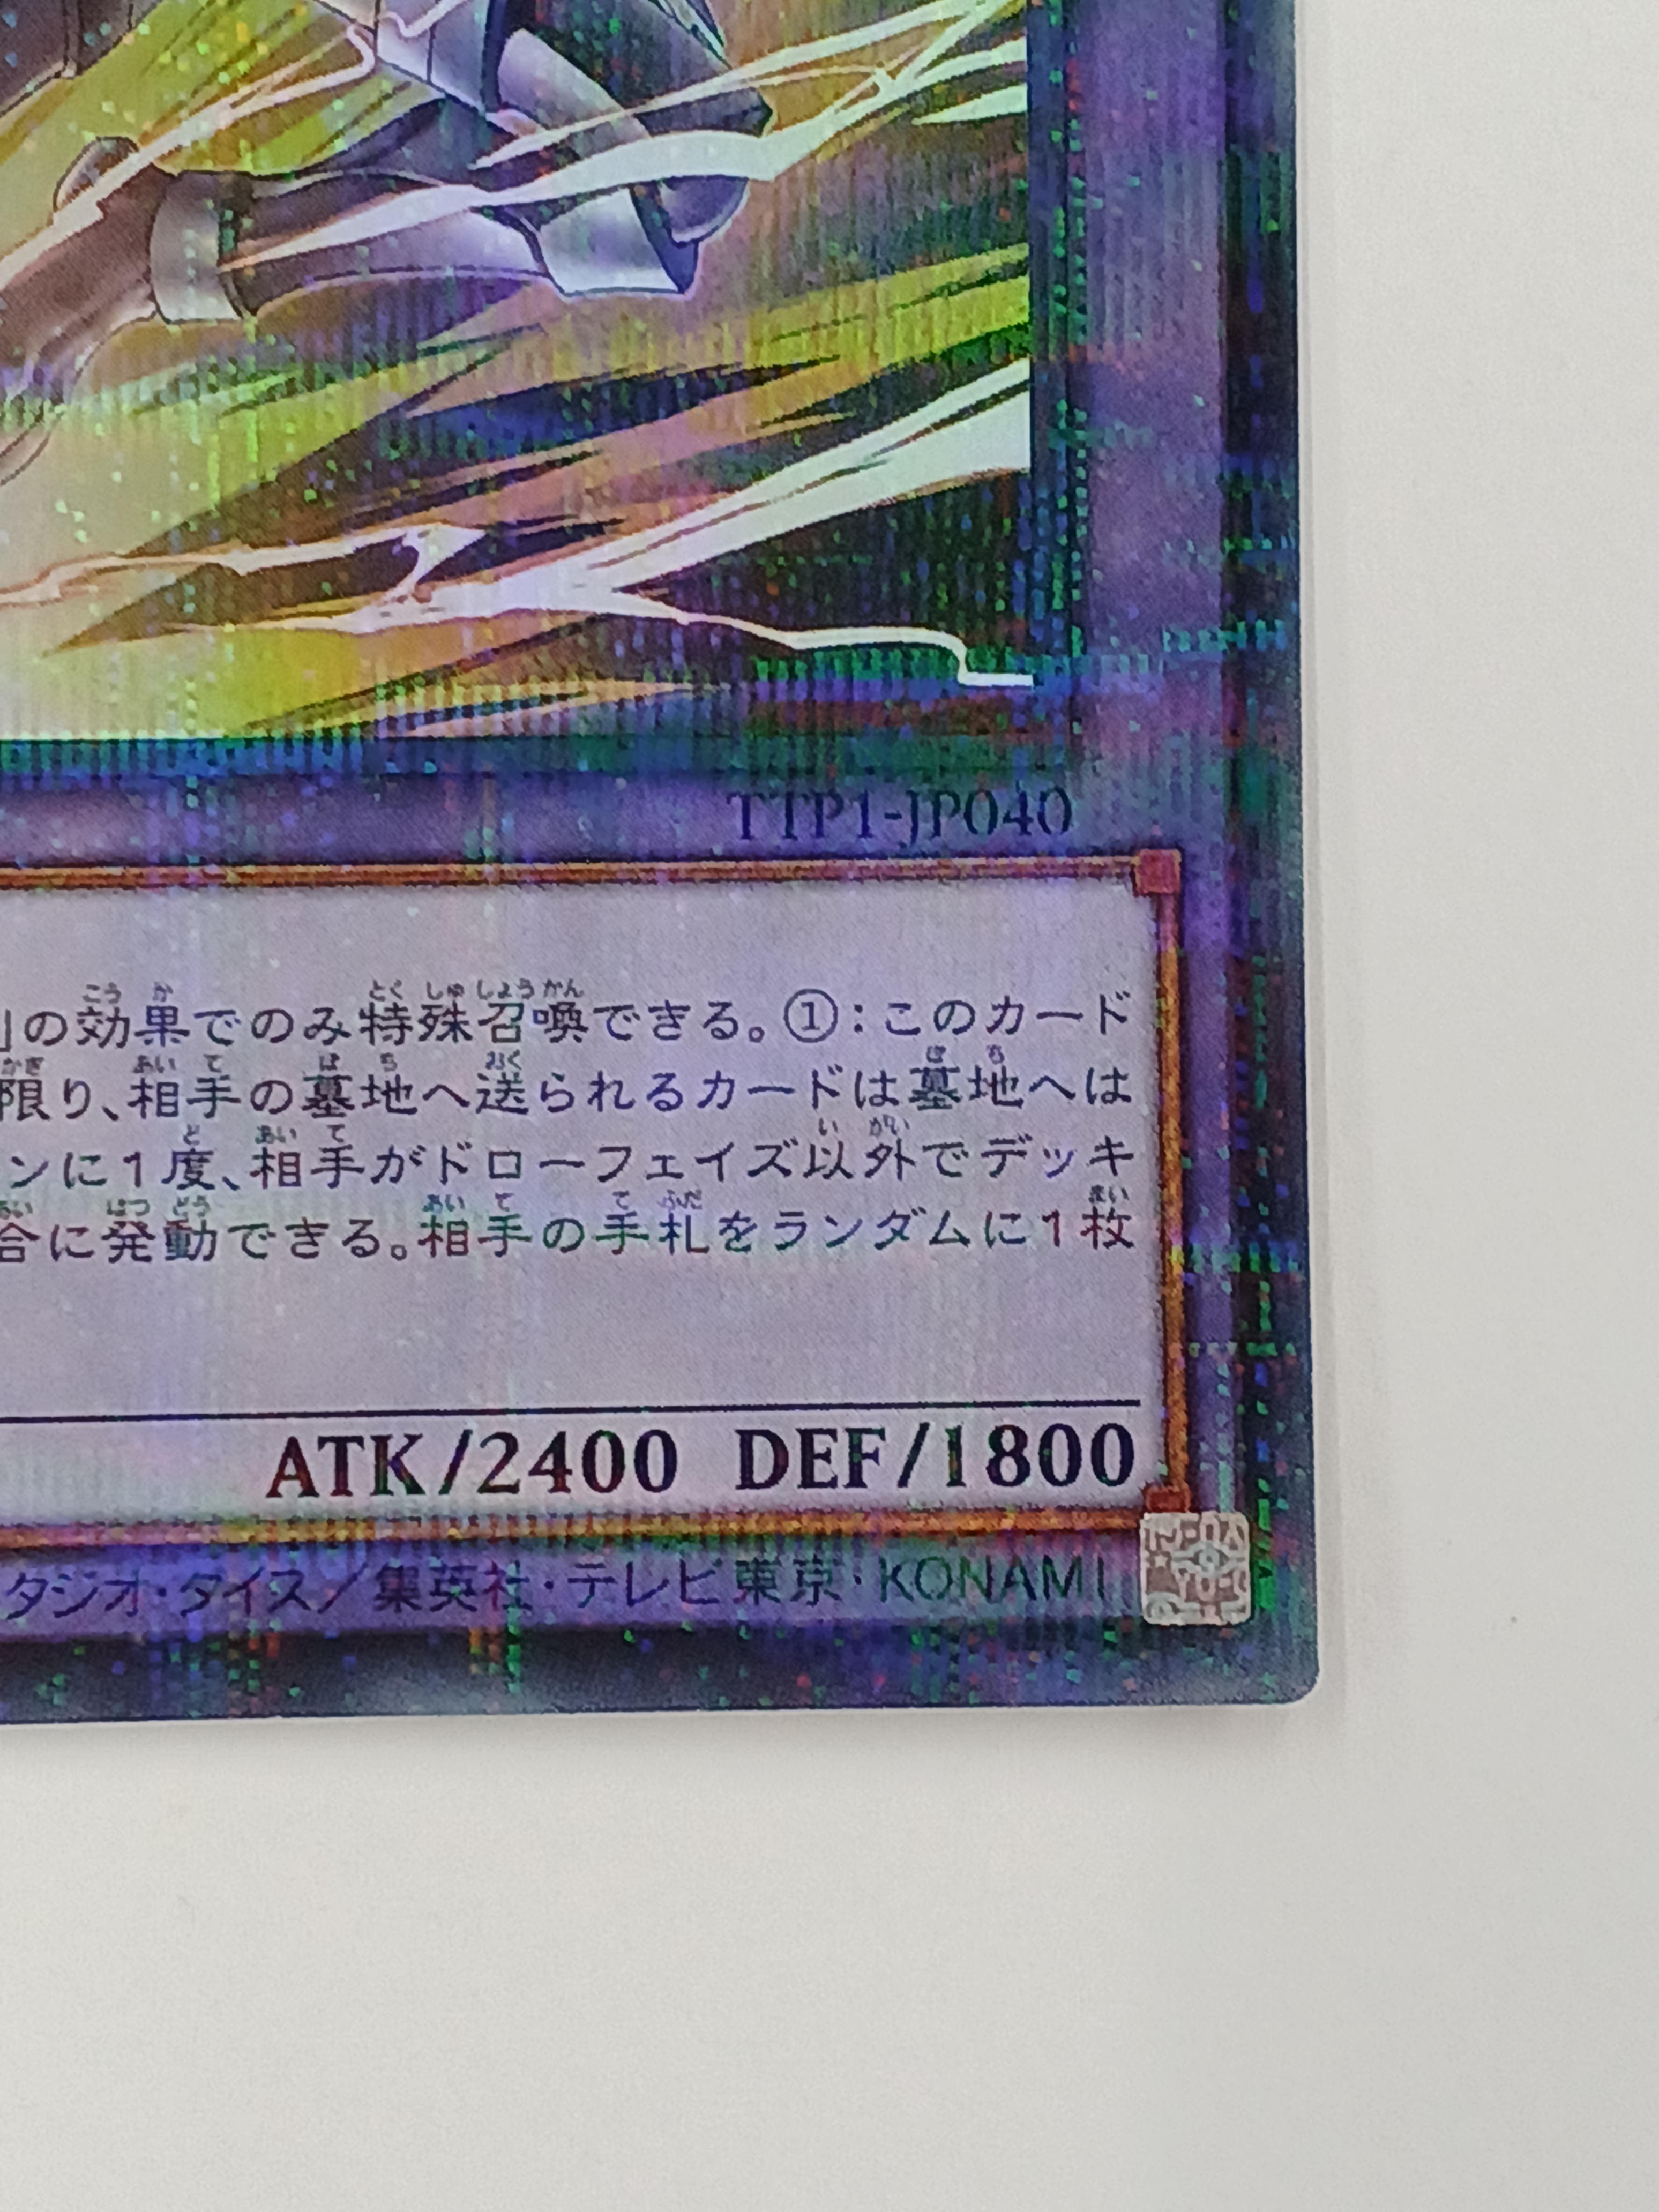 TTP1-JP040
」の効果でのみ特殊召喚できる。①：このカード
限り、相手の墓地へ送られるカードは墓地へは
ンに1度、相手がドローフェイズ以外でデッキ
合に発動できる。相手の手札をランダムに1枚
ATK/2400 DEF/1800
タジオ・ダイス／集英社・テレビ東京・KONAMI